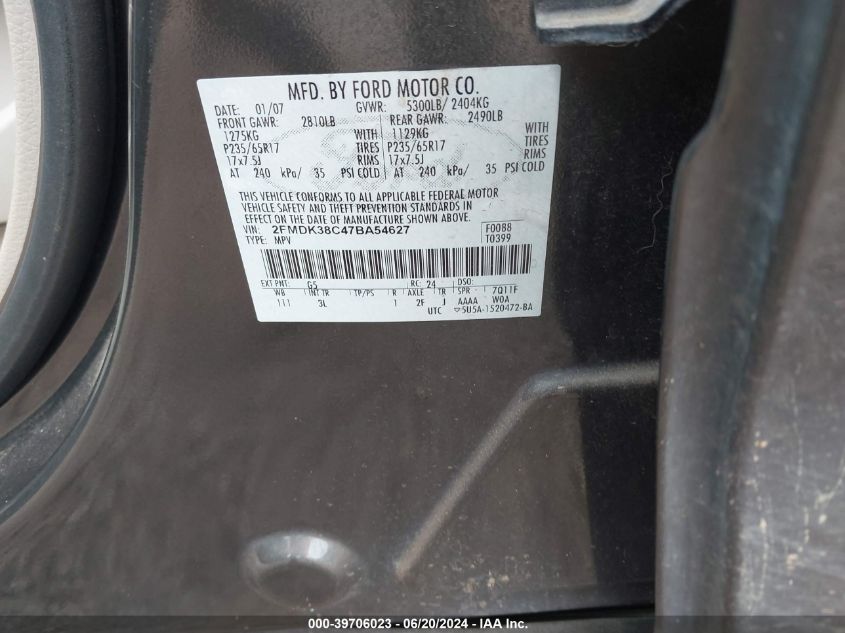 MFD. BY FORD MOTOR CO.
DATE: 01/07 GVWR: 5300LB/ 2404KG
FRONT GAWR: 2810LB REAR GAWR: 2490LB
1275KG WITH 1129KG WITH
P235/65R17 TIRES P235/65R17 TIRES
17x7.5J RIMS 17x7.5J RIMS
AT 240 kPa/ 35 PSI COLD AT 240 kPa/ 35 PSI COLD
THIS VEHICLE CONFORMS TO ALL APPLICABLE FEDERAL MOTOR
VEHICLE SAFETY AND THEFT PREVENTION STANDARDS IN
EFFECT ON THE DATE OF MANUFACTURE SHOWN ABOVE.
VIN: 2FMDK38C47BA54627 F0088
TYPE: MPV T0399
EXT PNT: G5 RC: 24 DSO:
WB INT TR TP/PS R AXLE TR SPR 7Q11F
111 3L 1 2F J AAAA W0A
UTC ▽5U5A-1520472-BA
000-39706023 - 06/20/2024 - IAAI Inc.